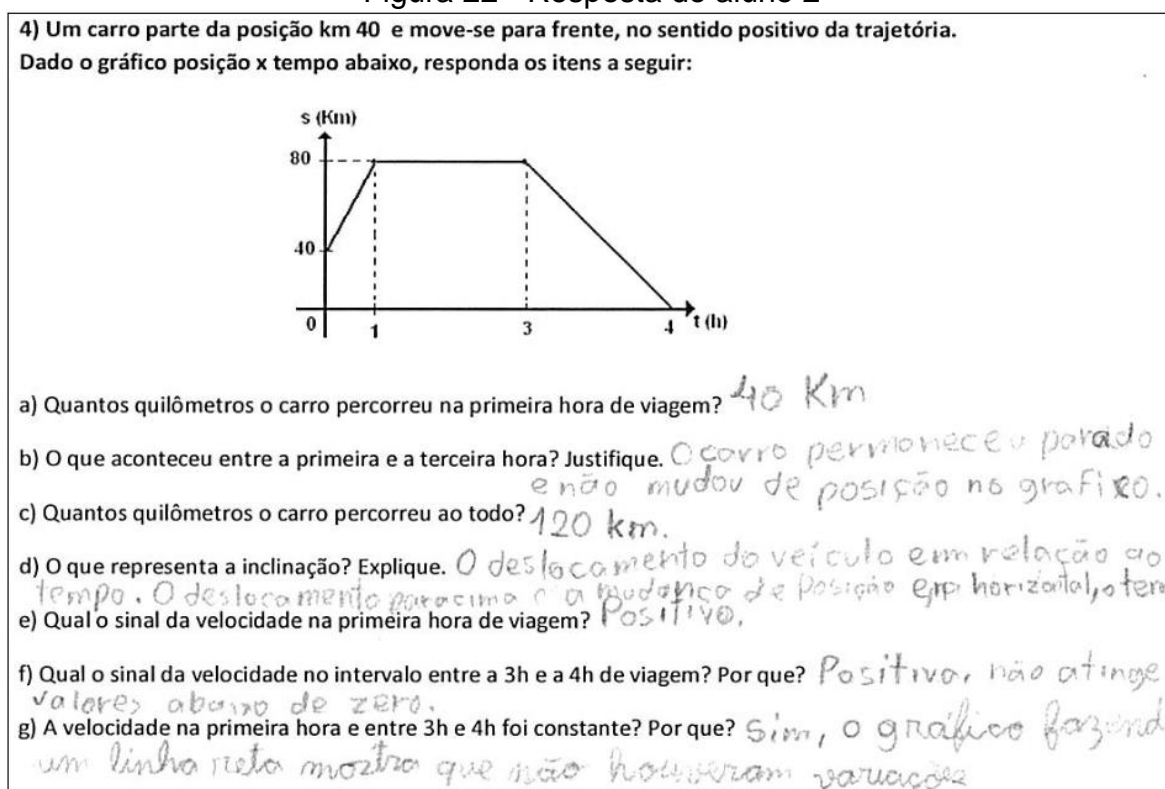 Figura 22 - Resposta do aluno 2
4) Um carro parte da posição km 40 e move-se para frente, no sentido positivo da trajetória.
Dado o gráfico posição x tempo abaixo, responda os itens a seguir:
s (Km)
80
40
0 1 3 4 t (h)
a) Quantos quilômetros o carro percorreu na primeira hora de viagem? 40 Km
b) O que aconteceu entre a primeira e a terceira hora? Justifique. O carro permaneceu parado
e não mudou de posição no grafico.
c) Quantos quilômetros o carro percorreu ao todo? 120 km.
d) O que representa a inclinação? Explique. O deslocamento do veículo em relação ao
tempo. O deslocamento para cima é a mudança de posição em horizontal, o tem
e) Qual o sinal da velocidade na primeira hora de viagem? Positivo.
f) Qual o sinal da velocidade no intervalo entre a 3h e a 4h de viagem? Por que? Positiva, não atinge
valores abaixo de zero.
g) A velocidade na primeira hora e entre 3h e 4h foi constante? Por que? Sim, o gráfico fazend
um linha reta moztra que não houveram variações